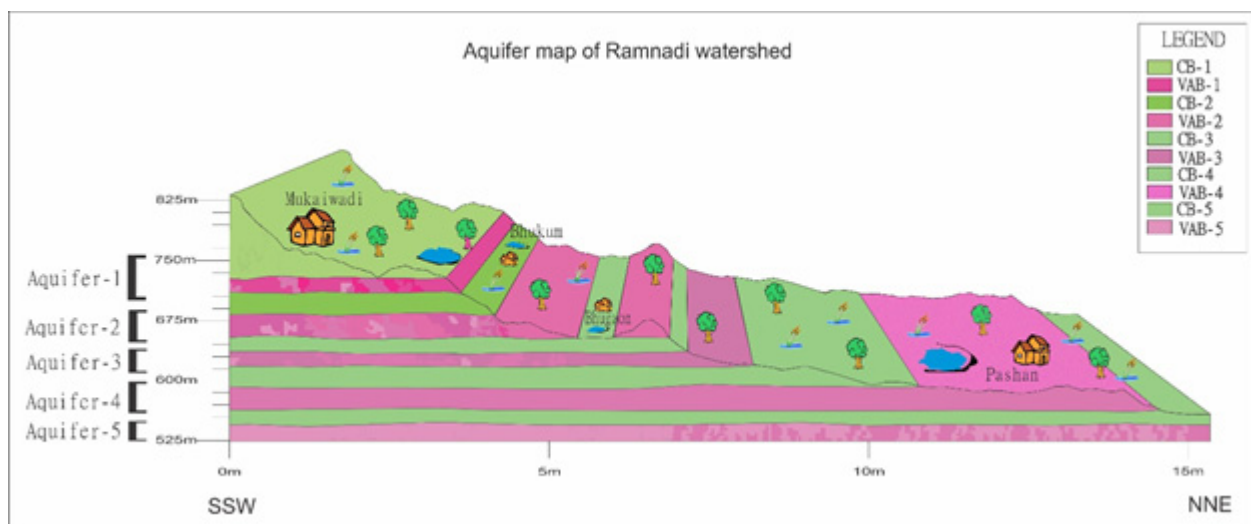 Aquifer map of Ramnadi watershed
LEGEND
CB-1
VAB-1
CB-2
VAB-2
CB-3
VAB-3
CB-4
VAB-4
CB-5
VAB-5
Mukaiwadi
825m
Bhukum
750m
Aquifer-1
675m
Aquifer-2
Bhugaon
Aquifer-3
Pashan
600m
Aquifer-4
Aquifer-5
525m
0m
5m
10m
15m
SSW
NNE